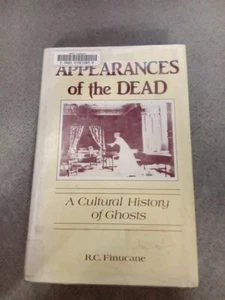 APPEARANCES
of the DEAD
A Cultural History
of Ghosts
R.C. Finucane